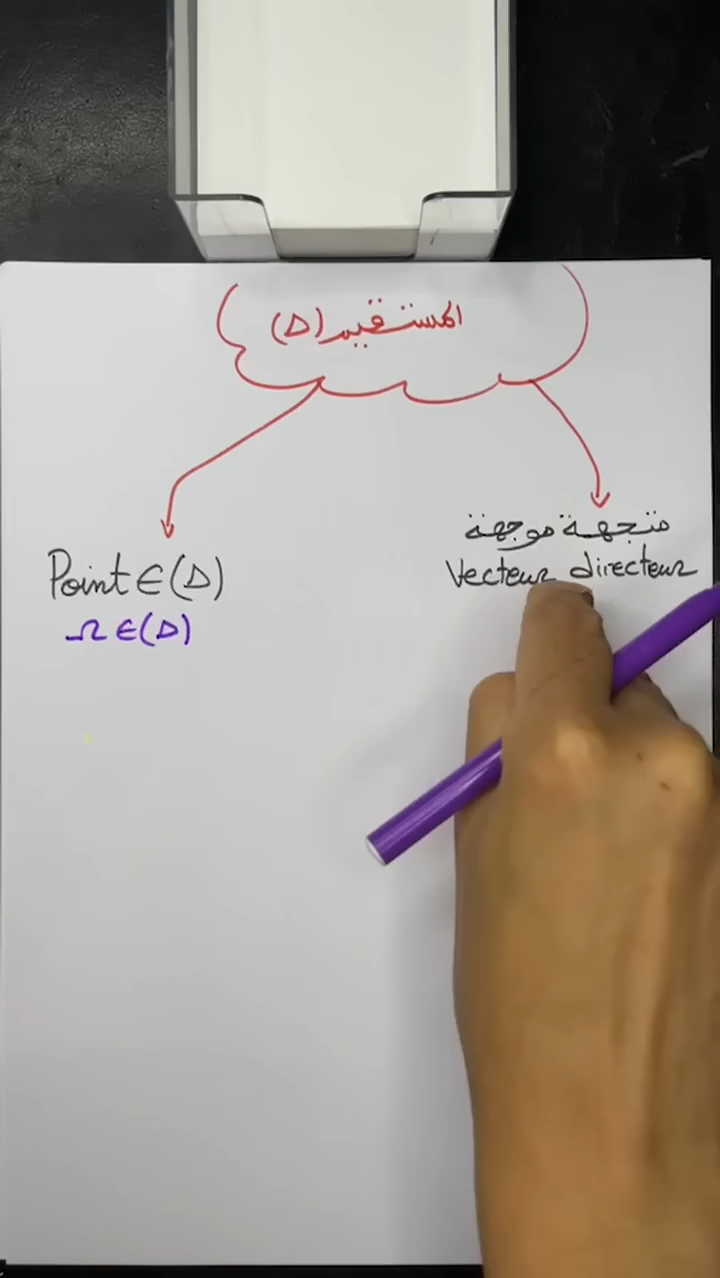 المستقيم (Δ)
Point ∈ (Δ)
Ω ∈ (Δ)
متجهة موجهة
Vecteur directeur